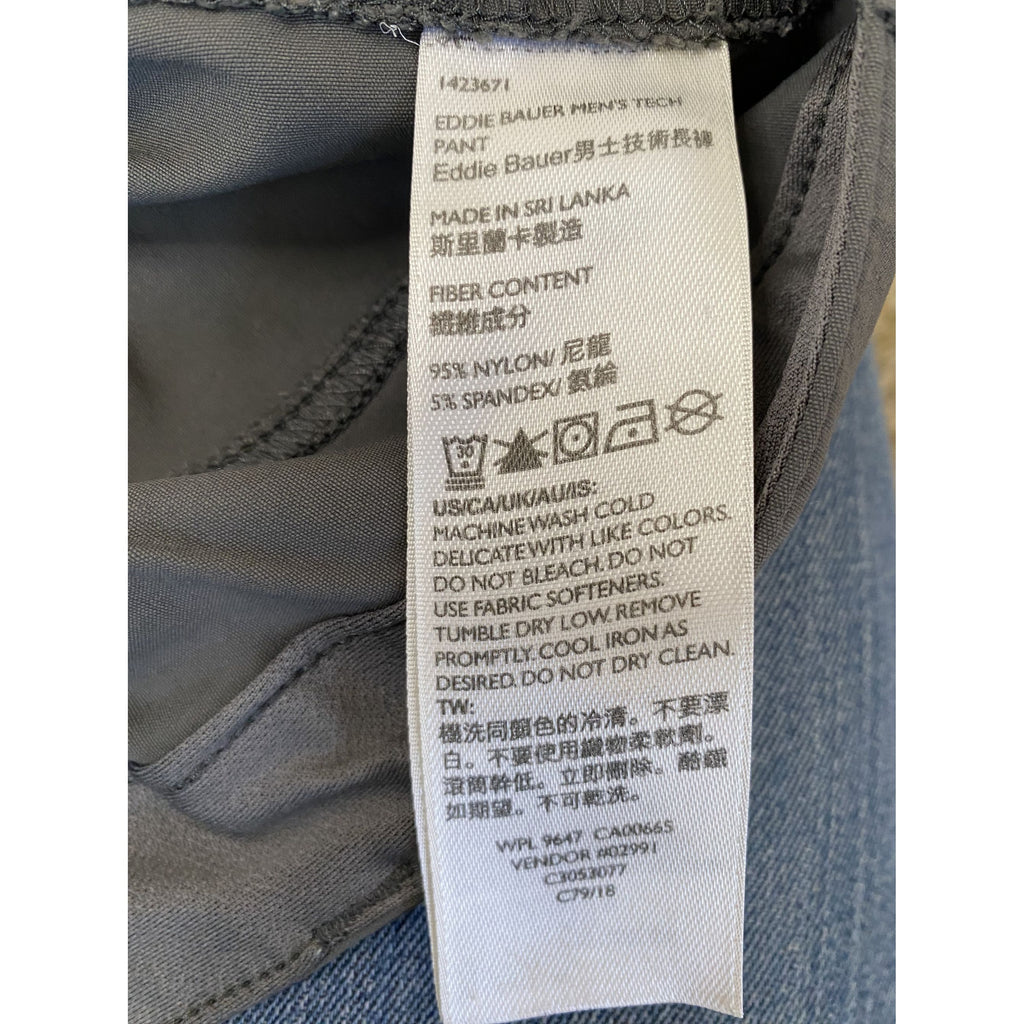 1423671
EDDIE BAUER MEN'S TECH
PANT
Eddie Bauer男士技術長褲
MADE IN SRI LANKA
斯里蘭卡製造
FIBER CONTENT
纖維成分
95% NYLON/ 尼龍
5% SPANDEX/ 氨綸
30
US/CA/UK/AU/IS:
MACHINE WASH COLD
DELICATE WITH LIKE COLORS.
DO NOT BLEACH. DO NOT
USE FABRIC SOFTENERS.
TUMBLE DRY LOW. REMOVE
PROMPTLY. COOL IRON AS
DESIRED. DO NOT DRY CLEAN.
TW:
機洗同顏色的冷清。不要漂
白。不要使用織物柔軟劑。
滾筒幹低。立即刪除。酷鐵
如期望。不可乾洗。
WPL 9647 CA00665
VENDOR #02991
C3053077
C79/18